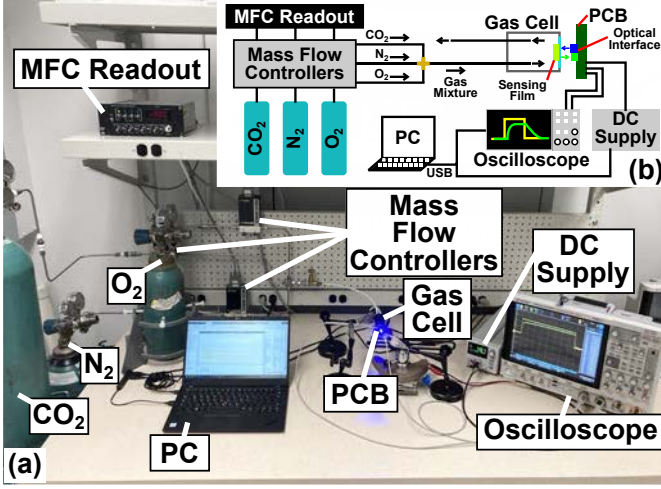 MFC Readout
Mass Flow
Controllers
CO₂
N₂
O₂
CO₂
N₂
O₂
Gas
Mixture
Gas Cell
PCB
Optical
Interface
Sensing
Film
PC
USB
Oscilloscope
DC
Supply
(b)
MFC Readout
Mass
Flow
Controllers
O₂
N₂
CO₂
PC
Gas
Cell
PCB
DC
Supply
Oscilloscope
(a)